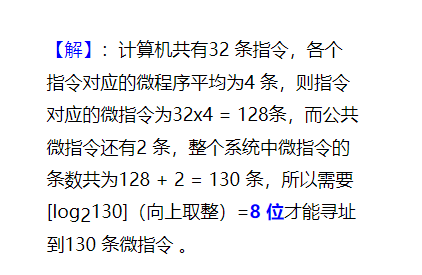 【解】：计算机共有32 条指令，各个
指令对应的微程序平均为4 条，则指令
对应的微指令为32x4 = 128条，而公共
微指令还有2 条，整个系统中微指令的
条数共为128 + 2 = 130 条，所以需要
[log2130]（向上取整）=8 位才能寻址
到130 条微指令 。